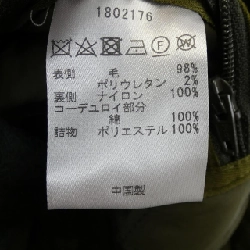 1802176
表側 毛 98%
ポリウレタン 2%
裏側 ナイロン 100%
コーデュロイ部分
綿 100%
詰物 ポリエステル 100%
中国製